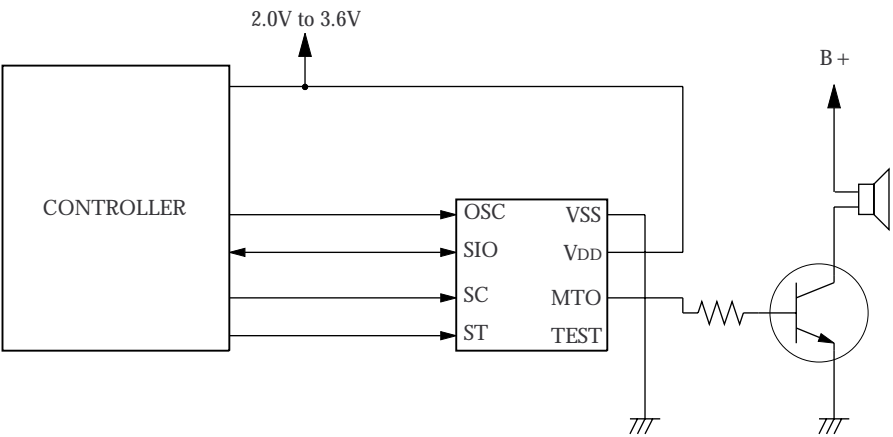 2.0V to 3.6V
B +
CONTROLLER
OSC VSS
SIO VDD
SC MTO
ST TEST